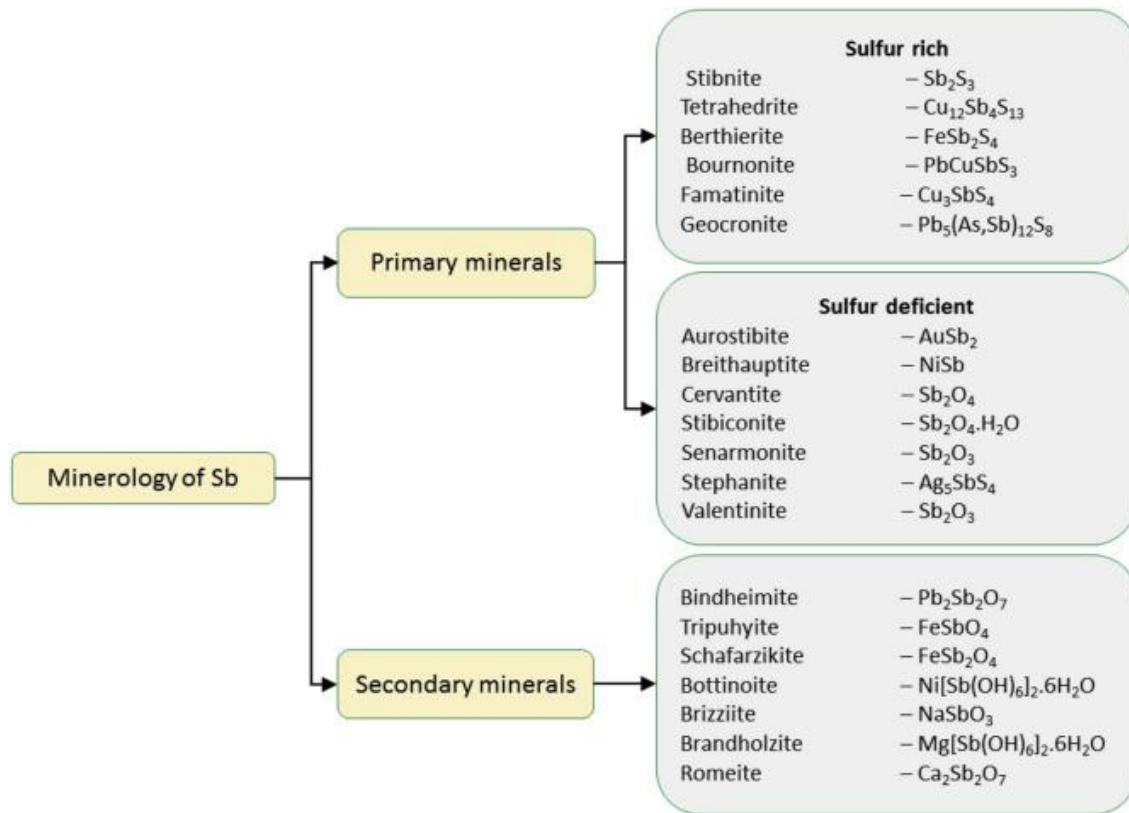 Minerology of Sb
Primary minerals
Sulfur rich
Stibnite – Sb₂S₃
Tetrahedrite – Cu₁₂Sb₄S₁₃
Berthierite – FeSb₂S₄
Bournonite – PbCuSbS₃
Famatinite – Cu₃SbS₄
Geocronite – Pb₅(As,Sb)₁₂S₈
Sulfur deficient
Aurostibite – AuSb₂
Breithauptite – NiSb
Cervantite – Sb₂O₄
Stibiconite – Sb₂O₄.H₂O
Senarmonite – Sb₂O₃
Stephanite – Ag₅SbS₄
Valentinite – Sb₂O₃
Secondary minerals
Bindheimite – Pb₂Sb₂O₇
Tripuhyite – FeSbO₄
Schafarzikite – FeSb₂O₄
Bottinoite – Ni[Sb(OH)₆]₂.6H₂O
Brizziite – NaSbO₃
Brandholzite – Mg[Sb(OH)₆]₂.6H₂O
Romeite – Ca₂Sb₂O₇